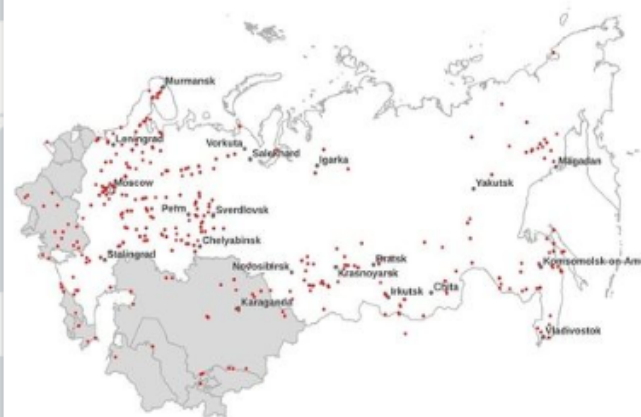 Murmansk
Leningrad
Vorkuta
Salekhard
Igarka
Magadan
Moscow
Yakutsk
Perm
Sverdlovsk
Chelyabinsk
Stalingrad
Bratsk
Komsomolsk-on-Am
Novosibirsk
Krasnoyarsk
Irkutsk
Chita
Karaganda
Vladivostok